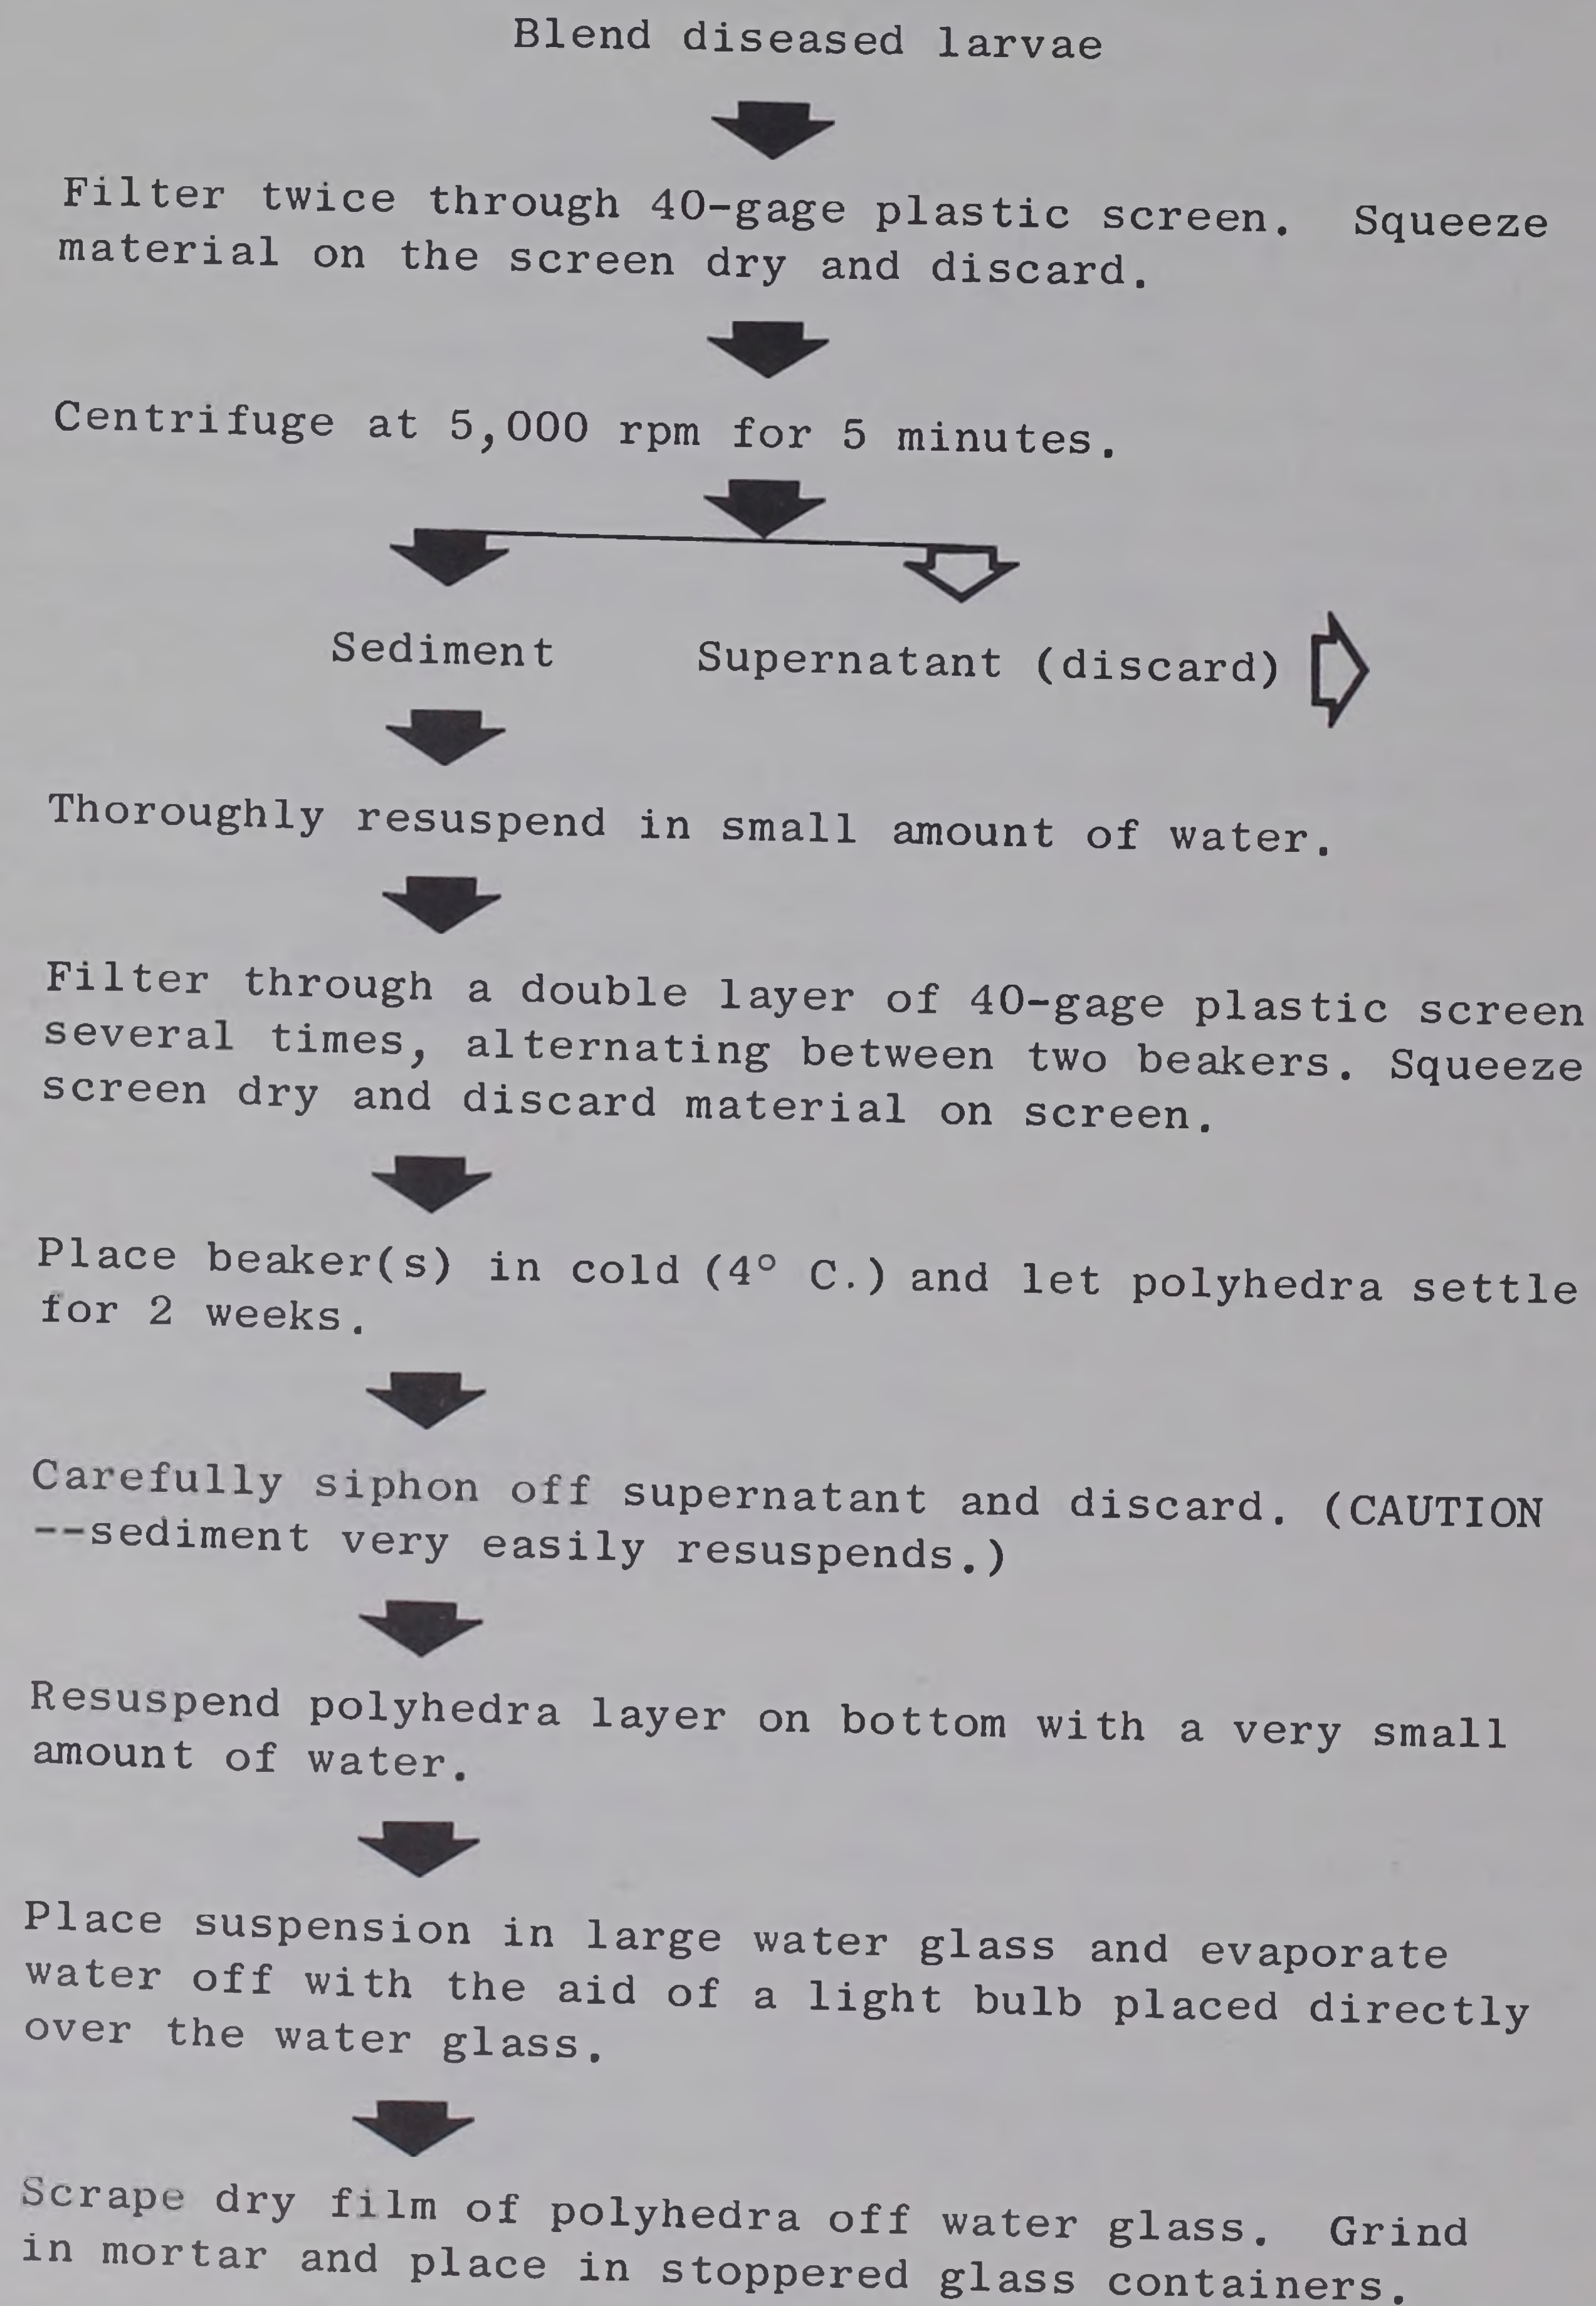 Blend diseased larvae
Filter twice through 40-gage plastic screen. Squeeze
material on the screen dry and discard.
Centrifuge at 5,000 rpm for 5 minutes.
Sediment
Supernatant (discard)
Thoroughly resuspend in small amount of water.
Filter through a double layer of 40-gage plastic screen
several times, alternating between two beakers. Squeeze
screen dry and discard material on screen.
Place beaker(s) in cold (4° C.) and let polyhedra settle
for 2 weeks.
Carefully siphon off supernatant and discard. (CAUTION
--sediment very easily resuspends.)
Resuspend polyhedra layer on bottom with a very small
amount of water.
Place suspension in large water glass and evaporate
water off with the aid of a light bulb placed directly
over the water glass.
Scrape dry film of polyhedra off water glass. Grind
in mortar and place in stoppered glass containers.